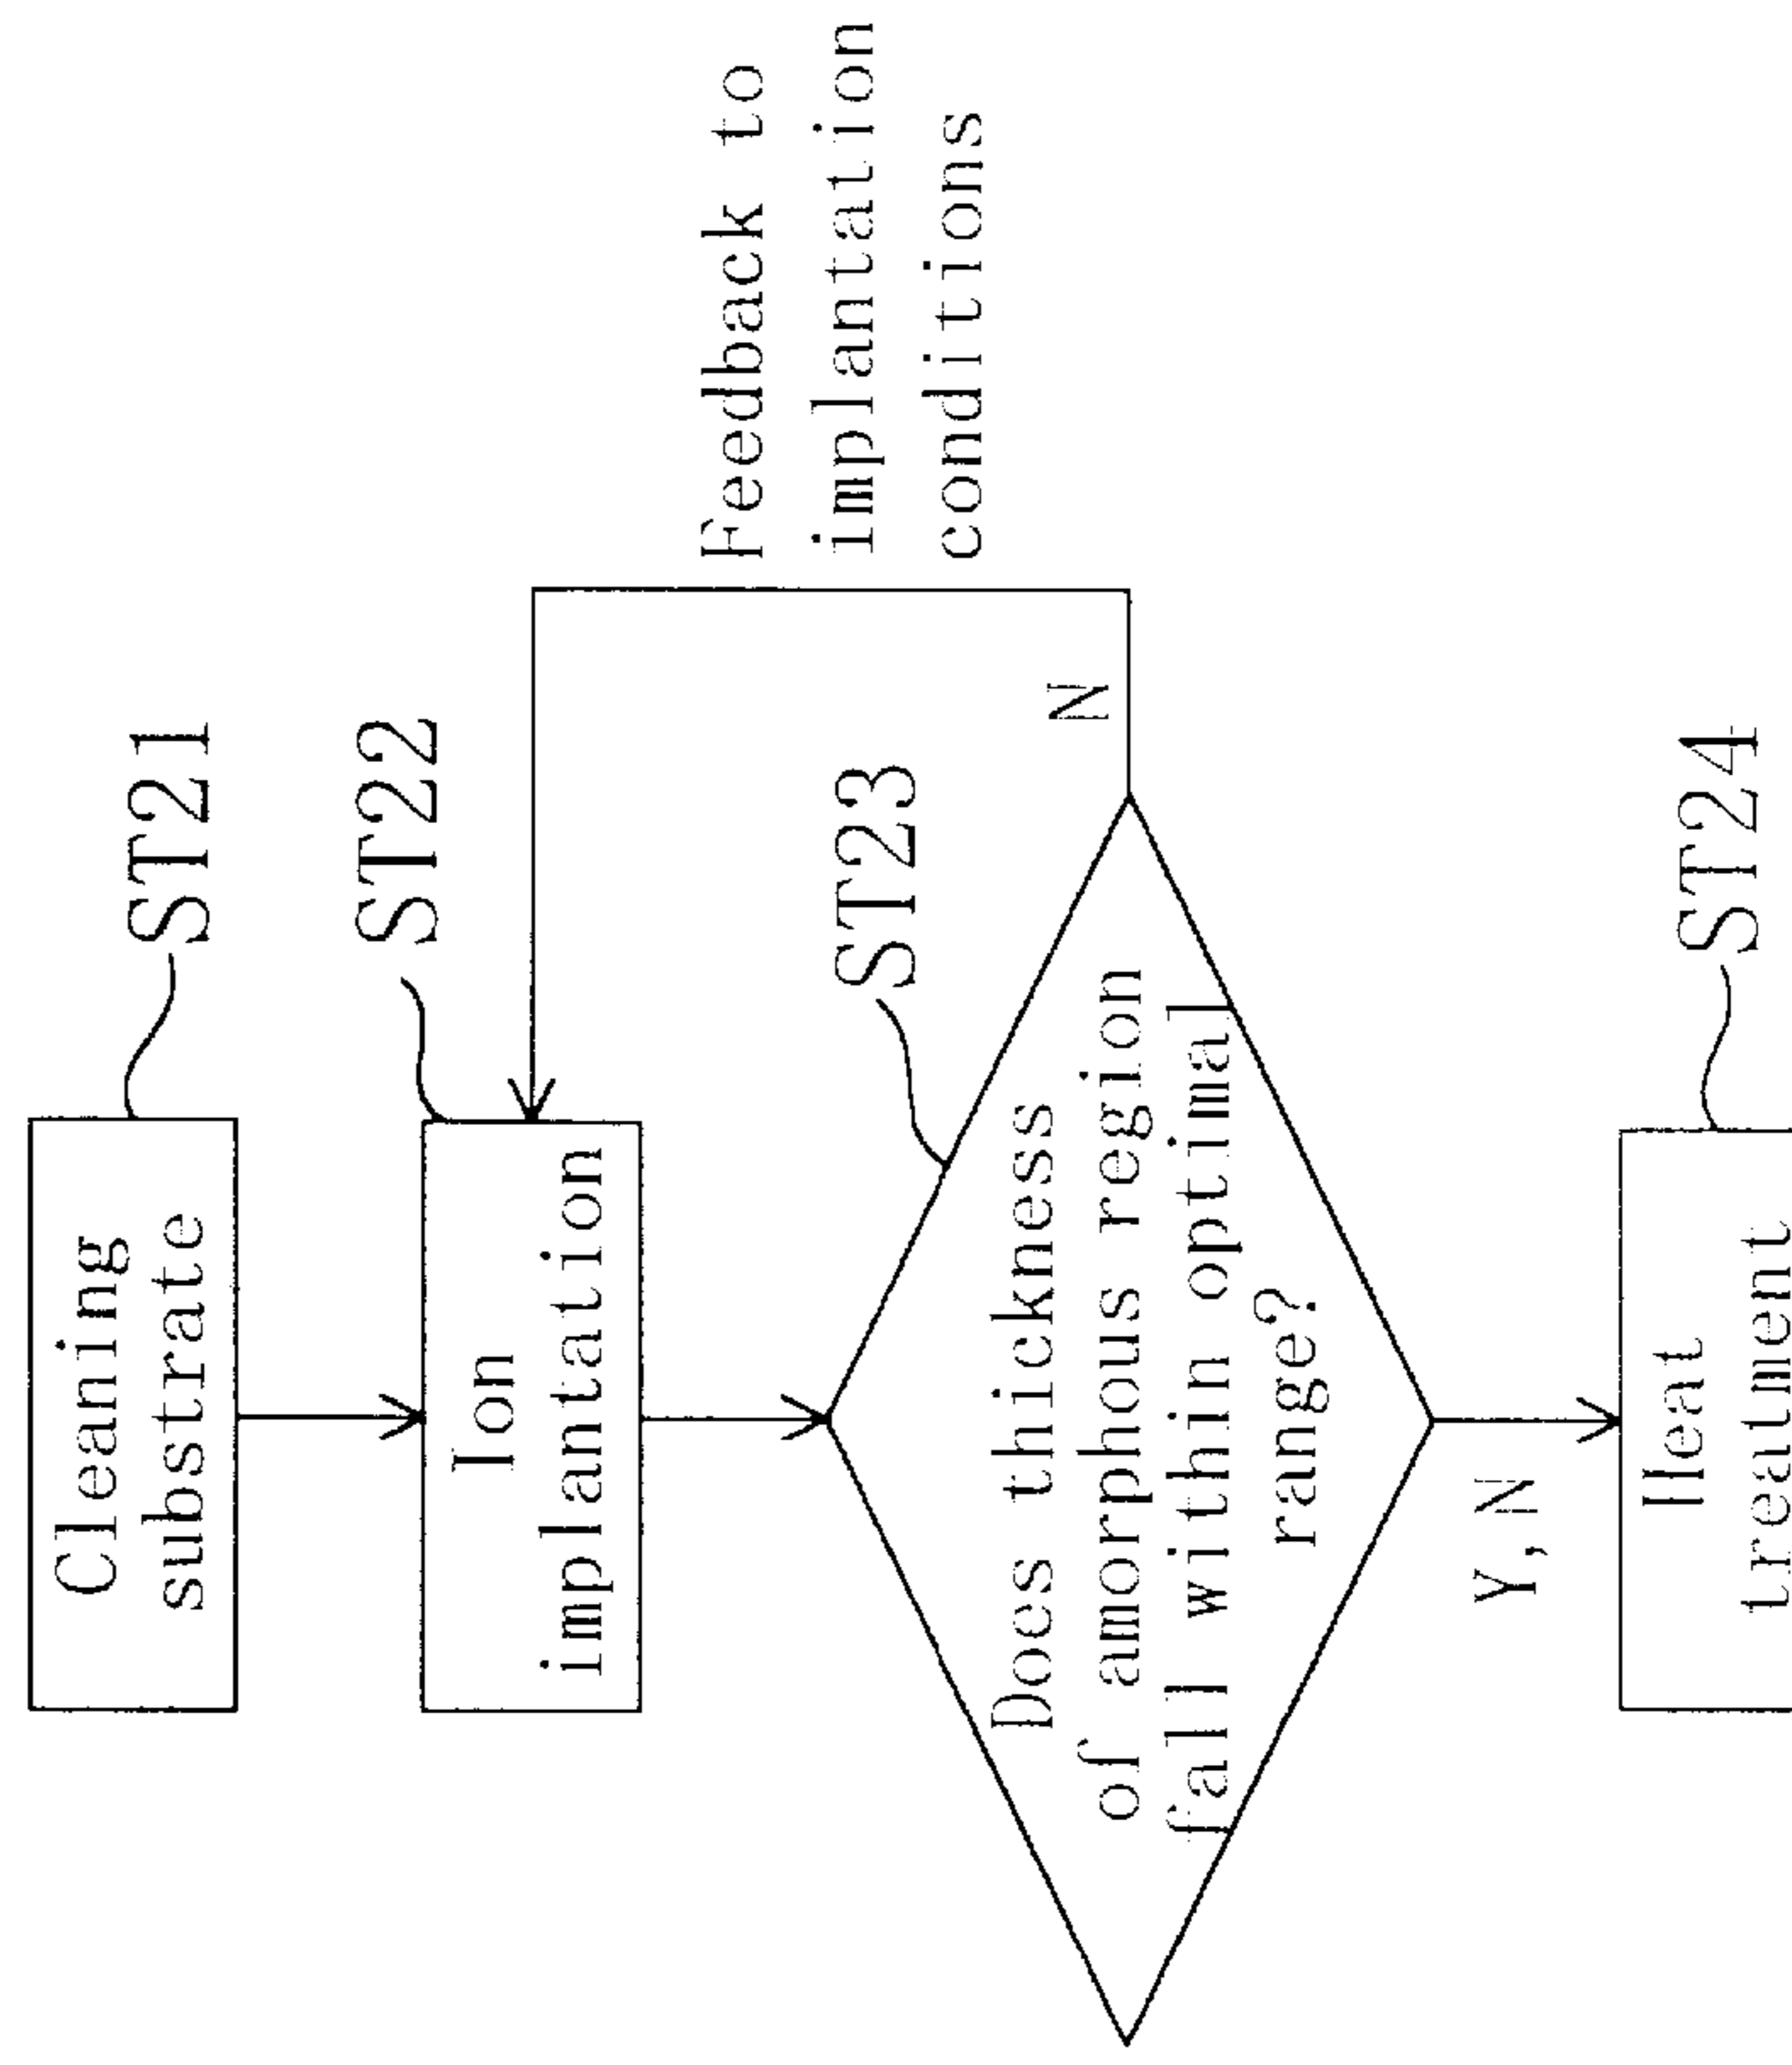 Cleaning
substrate
ST21
Ion
implantation
ST22
Feedback to
implantation
conditions
Does thickness
of amorphous region
fall within optimal
range?
ST23
N
Y, N
Heat
treatment
ST24